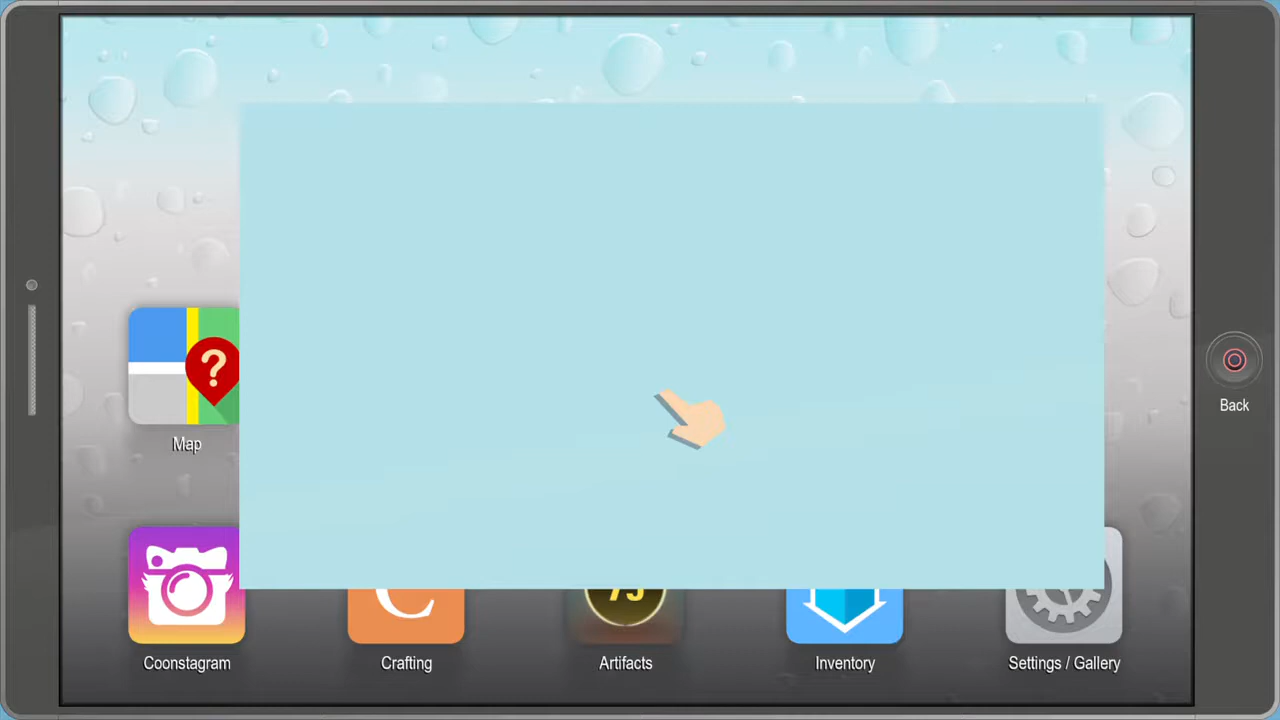 ?
Map
Back
C
Coonstagram
Crafting
Artifacts
Inventory
Settings / Gallery